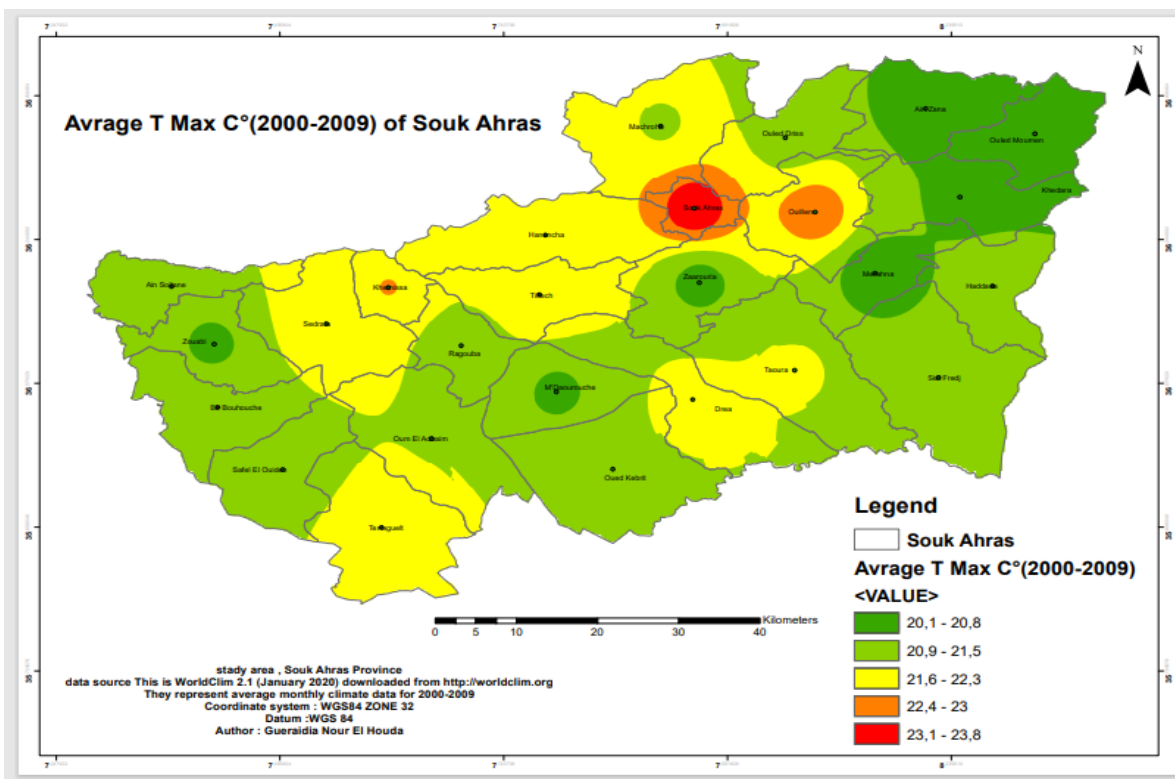 Avrage T Max C°(2000-2009) of Souk Ahras
N
Ain Zana
Ouled Moumen
Ouled Driss
Khedara
Souk Ahras
Hanancha
Zaarouria
Haddada
Ain Soltane
Khemissa
Tiffech
Sedrata
Zouabi
Ragouba
Taoura
Sidi Fredj
M'Daourouche
Drea
Bir Bouhouche
Oum El Adhaim
Safel El Ouiden
Oued Kebrit
Terraguelt
Legend
Souk Ahras
Avrage T Max C°(2000-2009)
<VALUE>
20,1 - 20,8
20,9 - 21,5
21,6 - 22,3
22,4 - 23
23,1 - 23,8
Kilometers
0 5 10 20 30 40
stady area , Souk Ahras Province
data source This is WorldClim 2.1 (January 2020) downloaded from http://worldclim.org
They represent average monthly climate data for 2000-2009
Coordinate system : WGS84 ZONE 32
Datum :WGS 84
Author : Gueraidia Nour El Houda